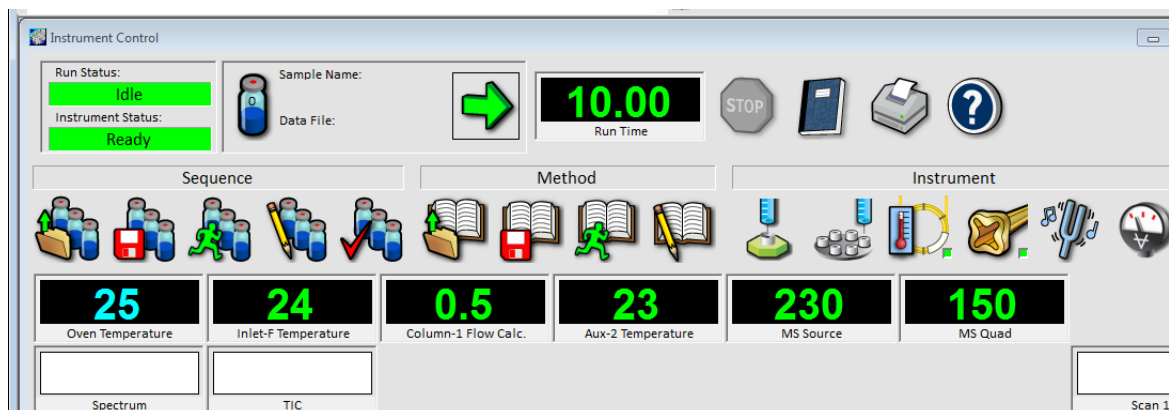 Instrument Control
Run Status:
Idle
Instrument Status:
Ready
0
Sample Name:
Data File:
10.00
Run Time
STOP
?
Sequence
Method
Instrument
25
Oven Temperature
24
Inlet-F Temperature
0.5
Column-1 Flow Calc.
23
Aux-2 Temperature
230
MS Source
150
MS Quad
Spectrum
TIC
Scan 1